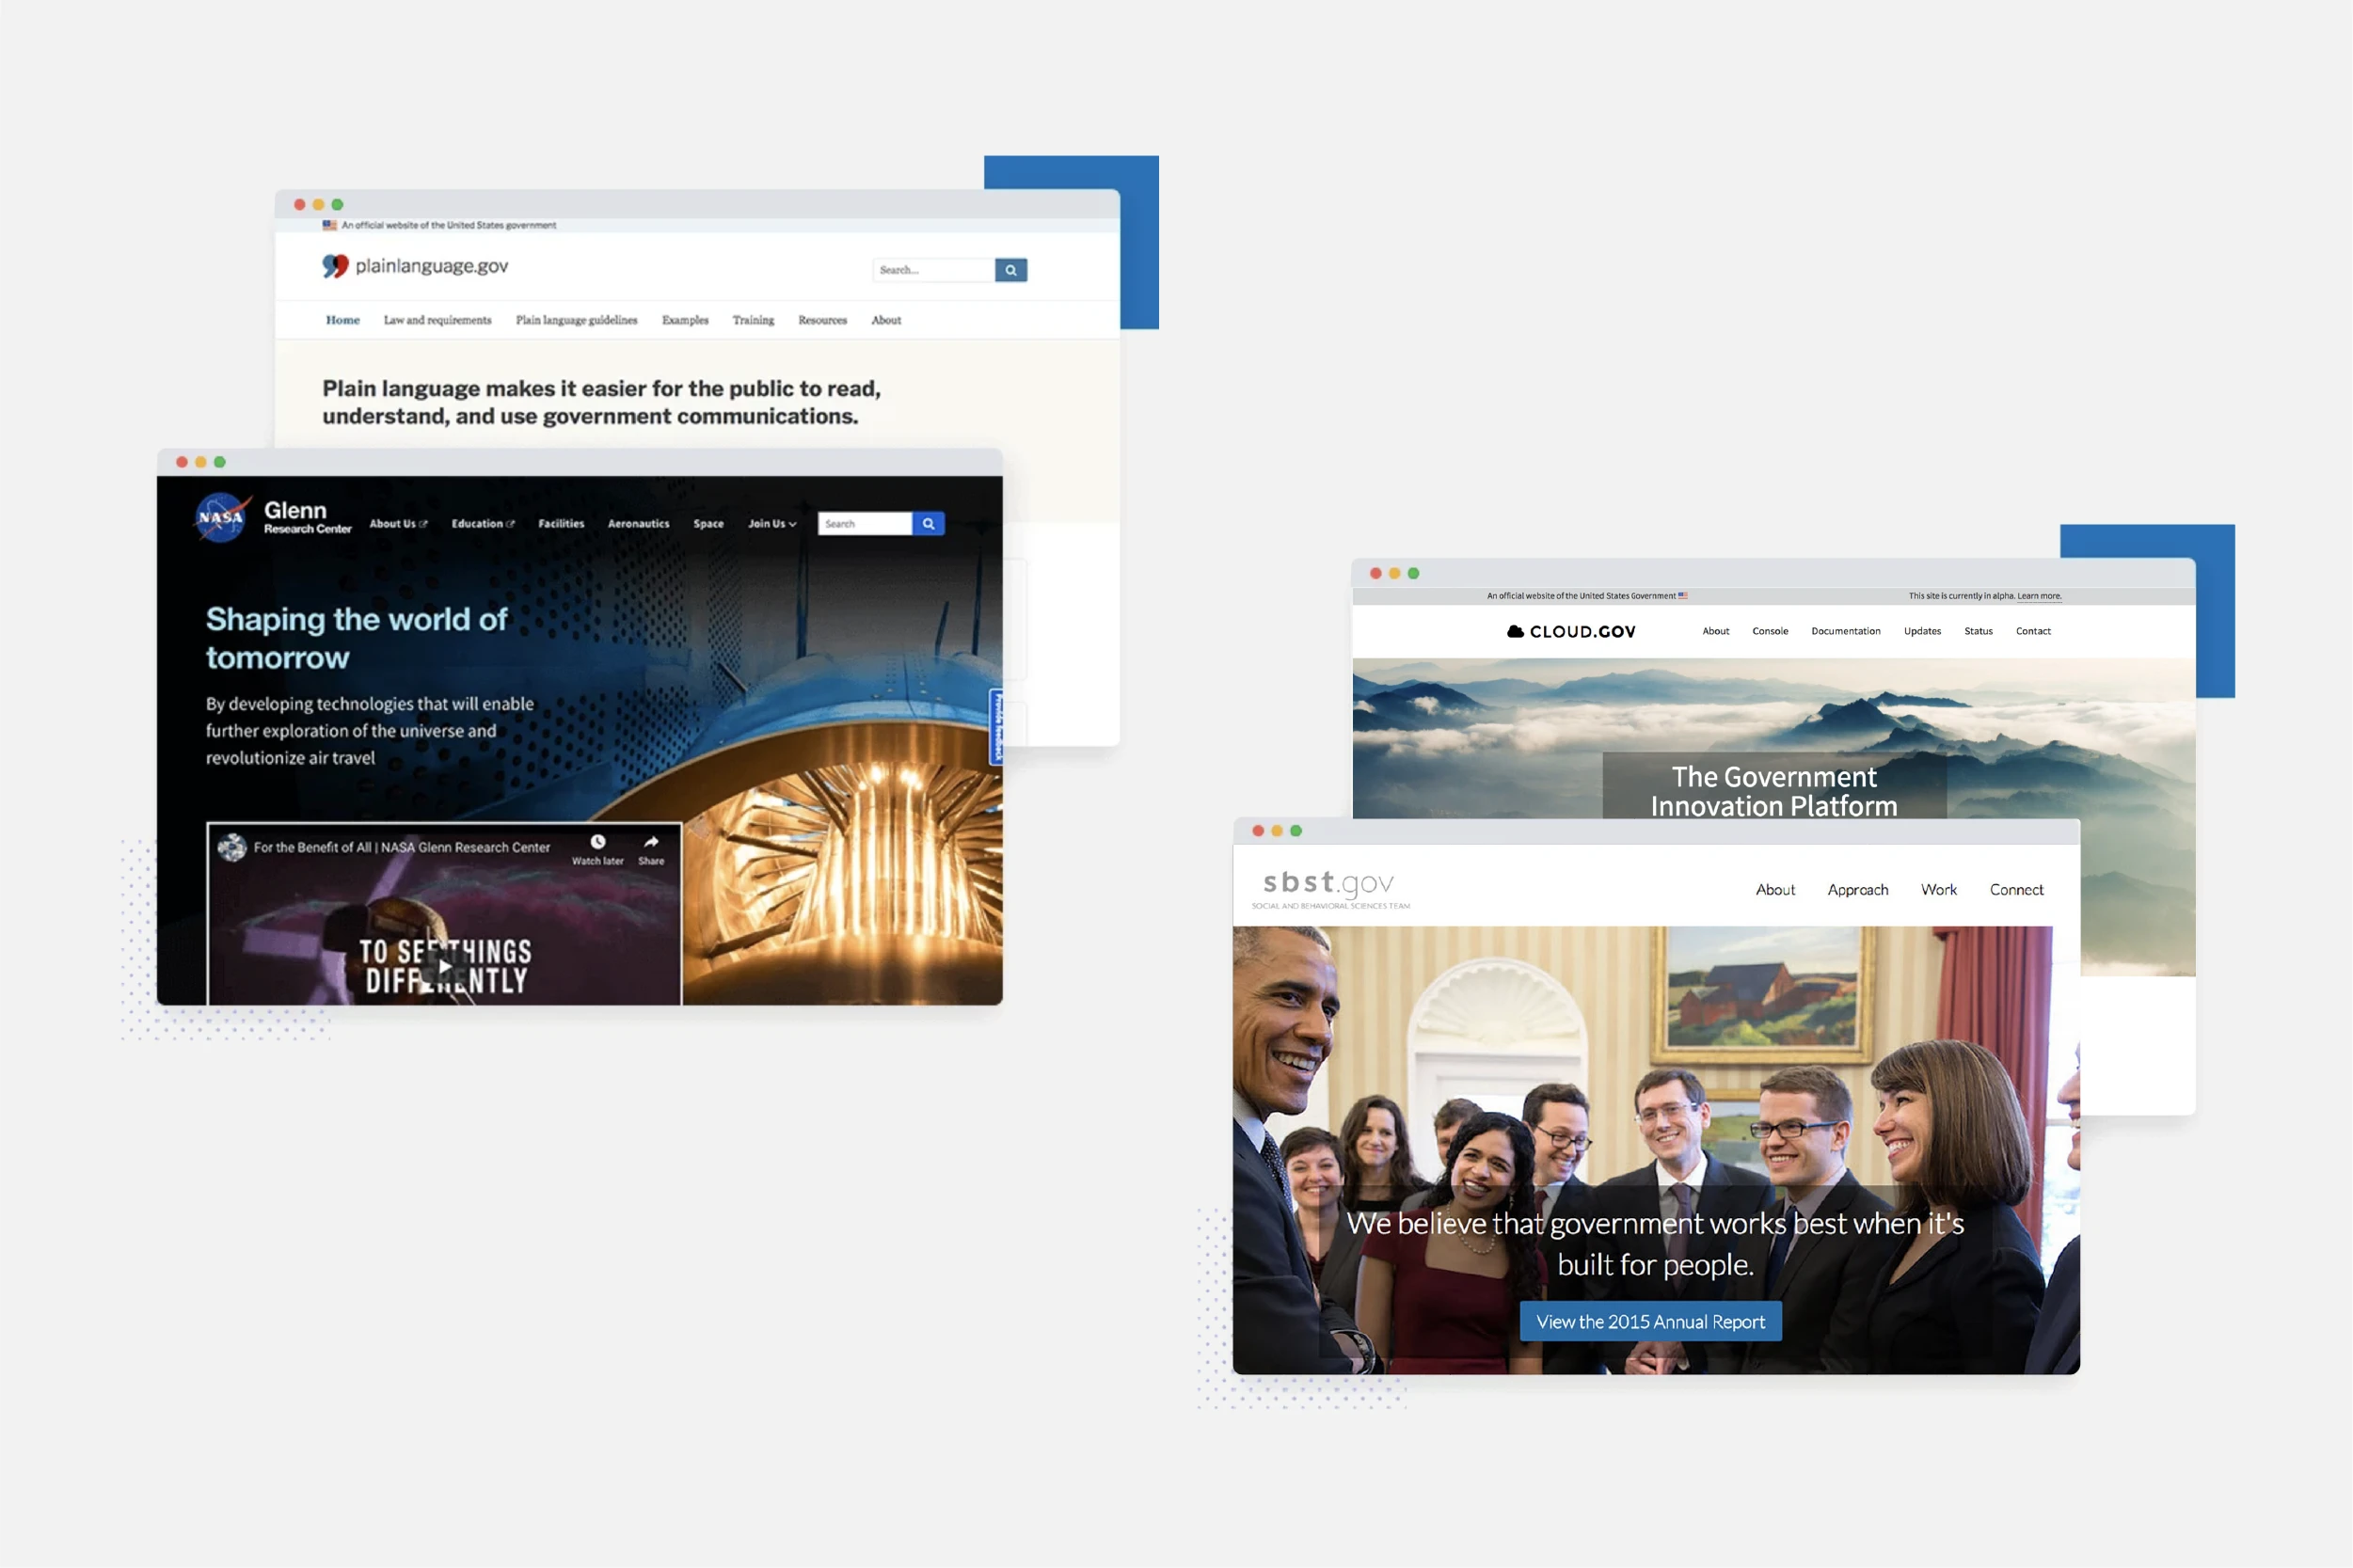 An official website of the United States government
plainlanguage.gov
Search...
Home Law and requirements Plain language guidelines Examples Training Resources About
Plain language makes it easier for the public to read,
understand, and use government communications.
NASA
Glenn
Research Center
About Us Education Facilities Aeronautics Space Join Us
Search
Shaping the world of
tomorrow
By developing technologies that will enable
further exploration of the universe and
revolutionize air travel
Provide feedback
For the Benefit of All | NASA Glenn Research Center
Watch later Share
TO SEE THINGS
DIFFERENTLY
An official website of the United States Government
This site is currently in alpha. Learn more.
CLOUD.GOV
About Console Documentation Updates Status Contact
The Government
Innovation Platform
sbst.gov
SOCIAL AND BEHAVIORAL SCIENCES TEAM
About Approach Work Connect
We believe that government works best when it's
built for people.
View the 2015 Annual Report